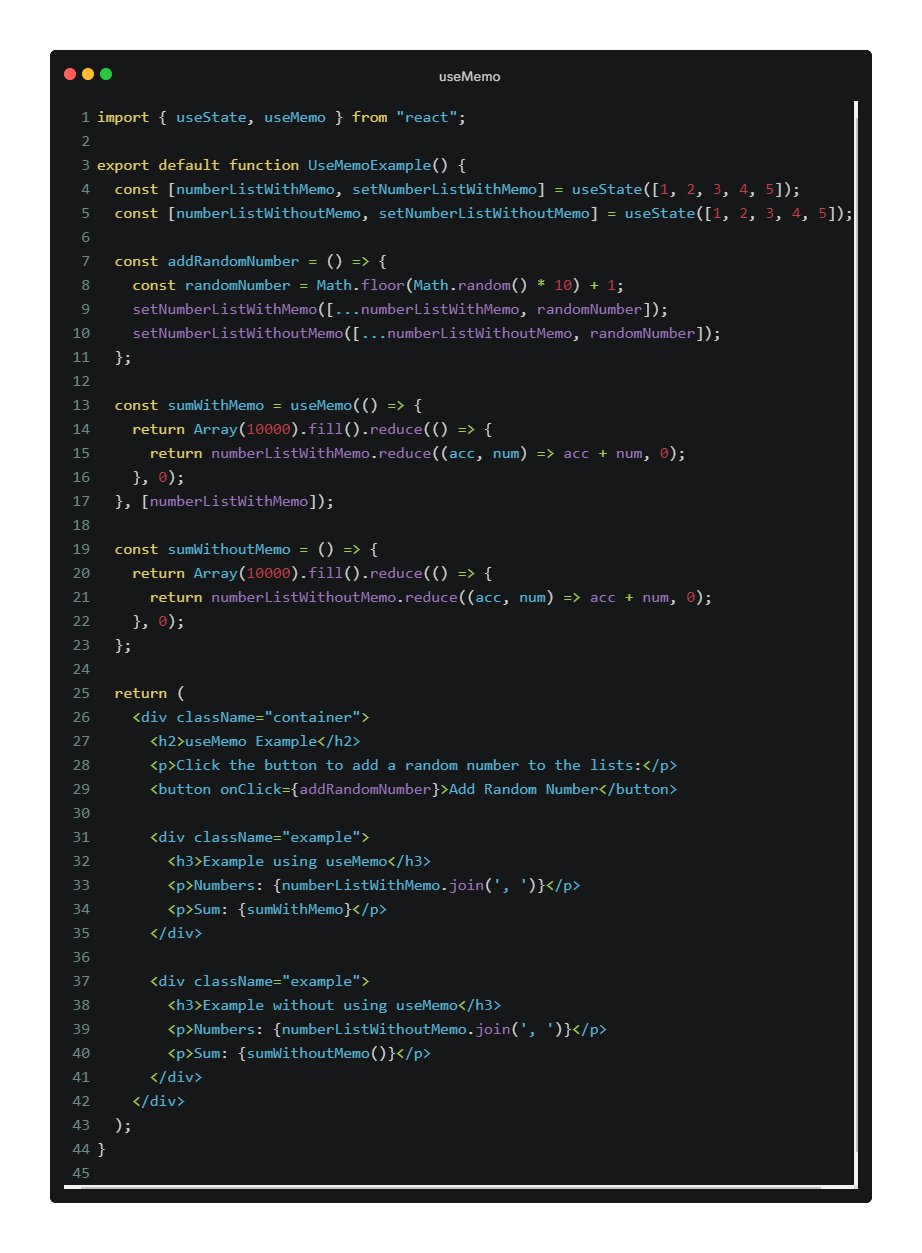 useMemo
1 import { useState, useMemo } from "react";
2
3 export default function UseMemoExample() {
4   const [numberListWithMemo, setNumberListWithMemo] = useState([1, 2, 3, 4, 5]);
5   const [numberListWithoutMemo, setNumberListWithoutMemo] = useState([1, 2, 3, 4, 5]);
6
7   const addRandomNumber = () => {
8     const randomNumber = Math.floor(Math.random() * 10) + 1;
9     setNumberListWithMemo([...numberListWithMemo, randomNumber]);
10     setNumberListWithoutMemo([...numberListWithoutMemo, randomNumber]);
11   };
12
13   const sumWithMemo = useMemo(() => {
14     return Array(10000).fill().reduce(() => {
15       return numberListWithMemo.reduce((acc, num) => acc + num, 0);
16     }, 0);
17   }, [numberListWithMemo]);
18
19   const sumWithoutMemo = () => {
20     return Array(10000).fill().reduce(() => {
21       return numberListWithoutMemo.reduce((acc, num) => acc + num, 0);
22     }, 0);
23   };
24
25   return (
26     <div className="container">
27       <h2>useMemo Example</h2>
28       <p>Click the button to add a random number to the lists:</p>
29       <button onClick={addRandomNumber}>Add Random Number</button>
30
31       <div className="example">
32         <h3>Example using useMemo</h3>
33         <p>Numbers: {numberListWithMemo.join(', ')}</p>
34         <p>Sum: {sumWithMemo}</p>
35       </div>
36
37       <div className="example">
38         <h3>Example without using useMemo</h3>
39         <p>Numbers: {numberListWithoutMemo.join(', ')}</p>
40         <p>Sum: {sumWithoutMemo()}</p>
41       </div>
42     </div>
43   );
44 }
45